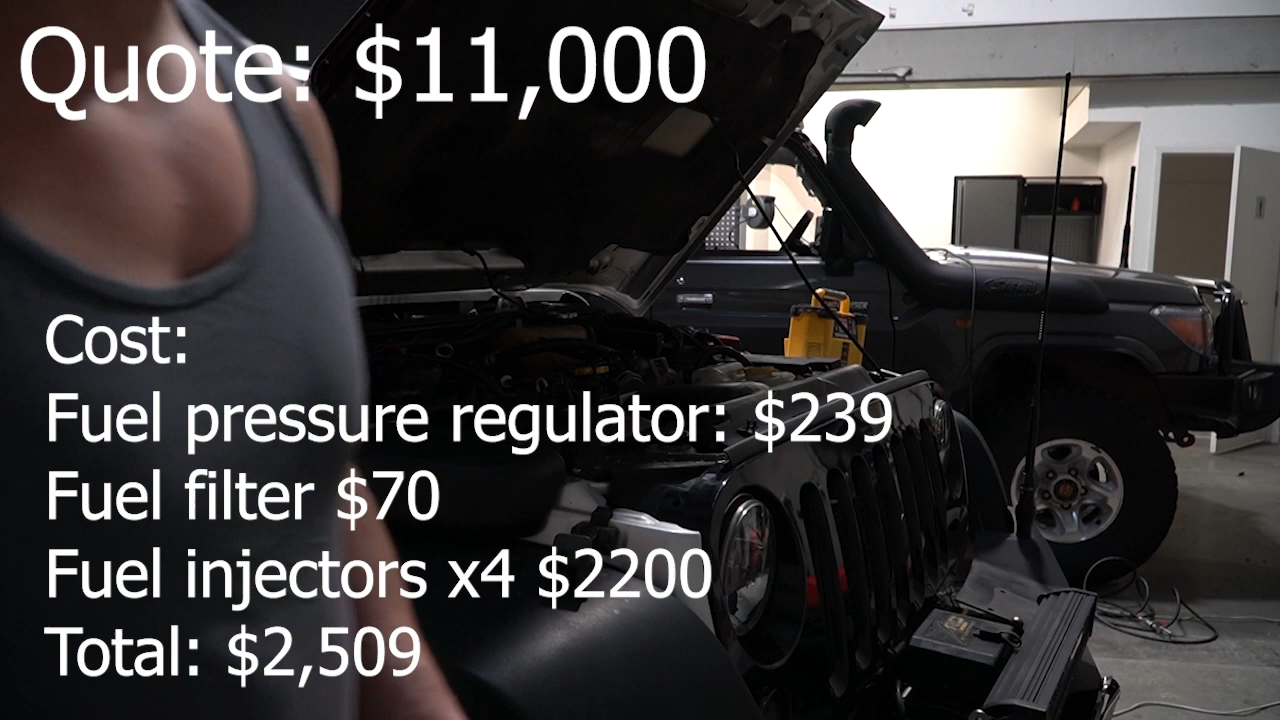 Quote: $11,000
Cost:
Fuel pressure regulator: $239
Fuel filter $70
Fuel injectors x4 $2200
Total: $2,509